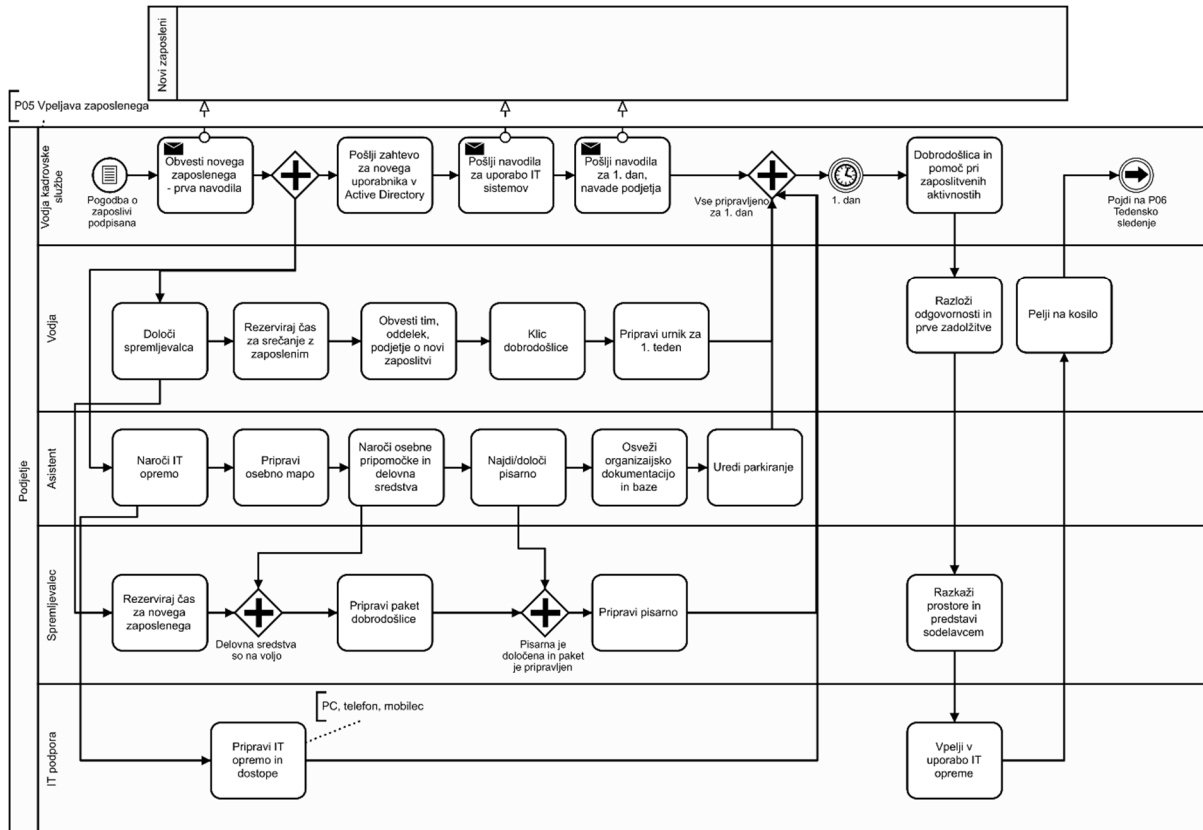 Novi zaposleni
P05 Vpeljava zaposlenega
Podjetje
Vodja kadrovske
službe
Pogodba o
zaposlivi
podpisana
Obvesti novega
zaposlenega
- prva navodila
Pošlji zahtevo
za novega
uporabnika v
Active Directory
Pošlji navodila
za uporabo IT
sistemov
Pošlji navodila
za 1. dan,
navade podjetja
Vse pripravljeno
za 1. dan
1. dan
Dobrodošlica in
pomoč pri
zaposlitvenih
aktivnostih
Pojdi na P06
Tedensko
sledenje
Vodja
Določi
spremljevalca
Rezerviraj čas
za srečanje z
zaposlenim
Obvesti tim,
oddelek,
podjetje o novi
zaposlitvi
Klic
dobrodošlice
Pripravi urnik za
1. teden
Razloži
odgovornosti in
prve zadolžitve
Pelji na kosilo
Asistent
Naroči IT
opremo
Pripravi
osebno mapo
Naroči osebne
pripomočke in
delovna
sredstva
Najdi/določi
pisarno
Osveži
organizaijsko
dokumentacijo
in baze
Uredi parkiranje
Spremljevalec
Rezerviraj čas
za novega
zaposlenega
Delovna sredstva
so na voljo
Pripravi paket
dobrodošlice
Pisarna je
določena in paket
je pripravljen
Pripravi pisarno
Razkaži
prostore in
predstavi
sodelavcem
IT podpora
PC, telefon, mobilec
Pripravi IT
opremo in
dostope
Vpelji v
uporabo IT
opreme